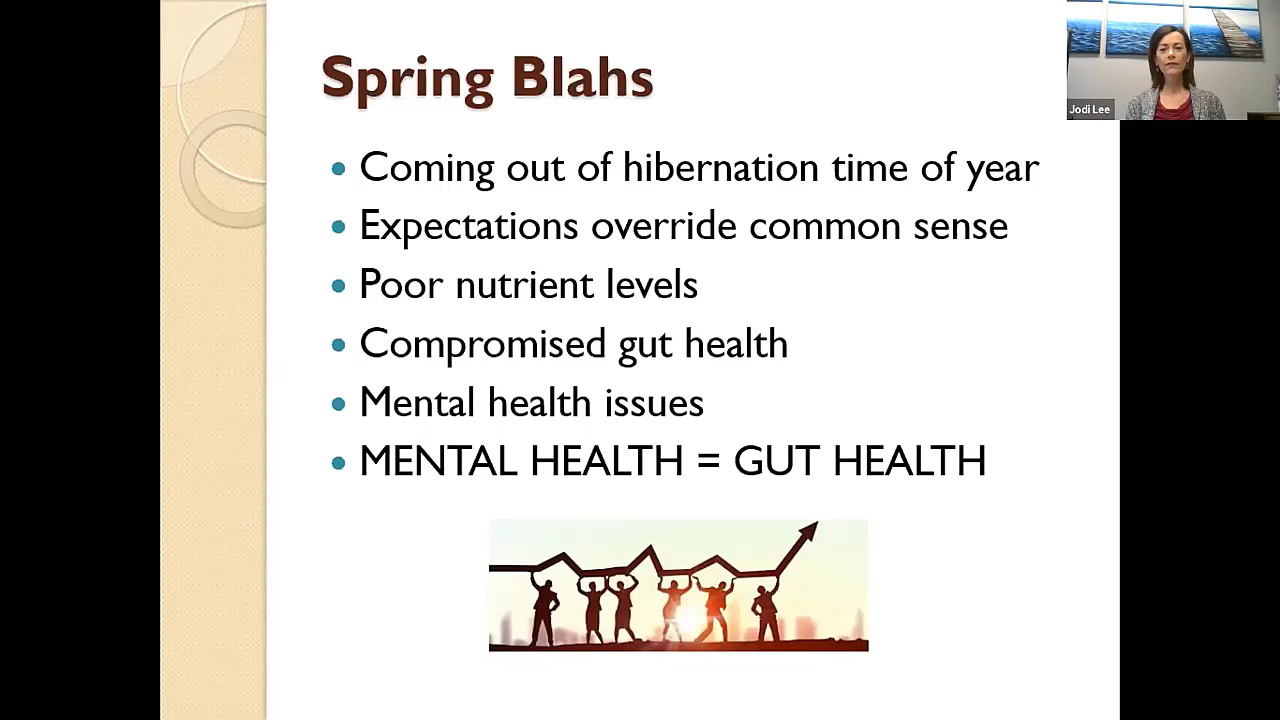 Spring Blahs
Jodi Lee
Coming out of hibernation time of year
Expectations override common sense
Poor nutrient levels
Compromised gut health
Mental health issues
MENTAL HEALTH = GUT HEALTH